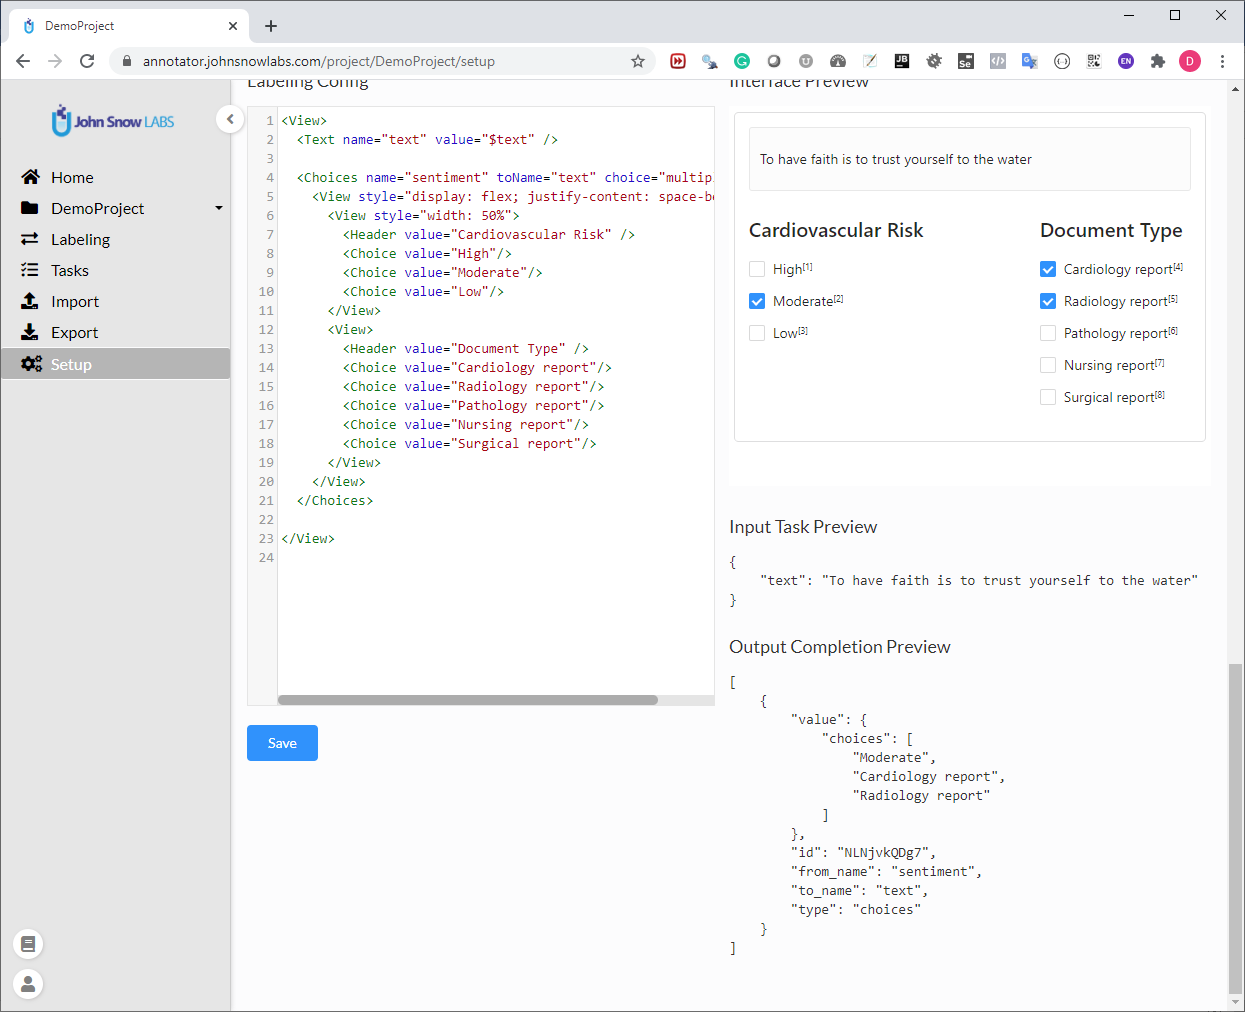 DemoProject
annotator.johnsnowlabs.com/project/DemoProject/setup
JB
Se
EN
D
John Snow LABS
Home
DemoProject
Labeling
Tasks
Import
Export
Setup
Labeling Config
1 <View>
2 <Text name="text" value="$text" />
3
4 <Choices name="sentiment" toName="text" choice="multip
5 <View style="display: flex; justify-content: space-be
6 <View style="width: 50%">
7 <Header value="Cardiovascular Risk" />
8 <Choice value="High"/>
9 <Choice value="Moderate"/>
10 <Choice value="Low"/>
11 </View>
12 <View>
13 <Header value="Document Type" />
14 <Choice value="Cardiology report"/>
15 <Choice value="Radiology report"/>
16 <Choice value="Pathology report"/>
17 <Choice value="Nursing report"/>
18 <Choice value="Surgical report"/>
19 </View>
20 </View>
21 </Choices>
22
23 </View>
24
Save
Interface Preview
To have faith is to trust yourself to the water
Cardiovascular Risk
High[1]
Moderate[2]
Low[3]
Document Type
Cardiology report[4]
Radiology report[5]
Pathology report[6]
Nursing report[7]
Surgical report[8]
Input Task Preview
{
"text": "To have faith is to trust yourself to the water"
}
Output Completion Preview
[
{
"value": {
"choices": [
"Moderate",
"Cardiology report",
"Radiology report"
]
},
"id": "NLNjvkQDg7",
"from_name": "sentiment",
"to_name": "text",
"type": "choices"
}
]